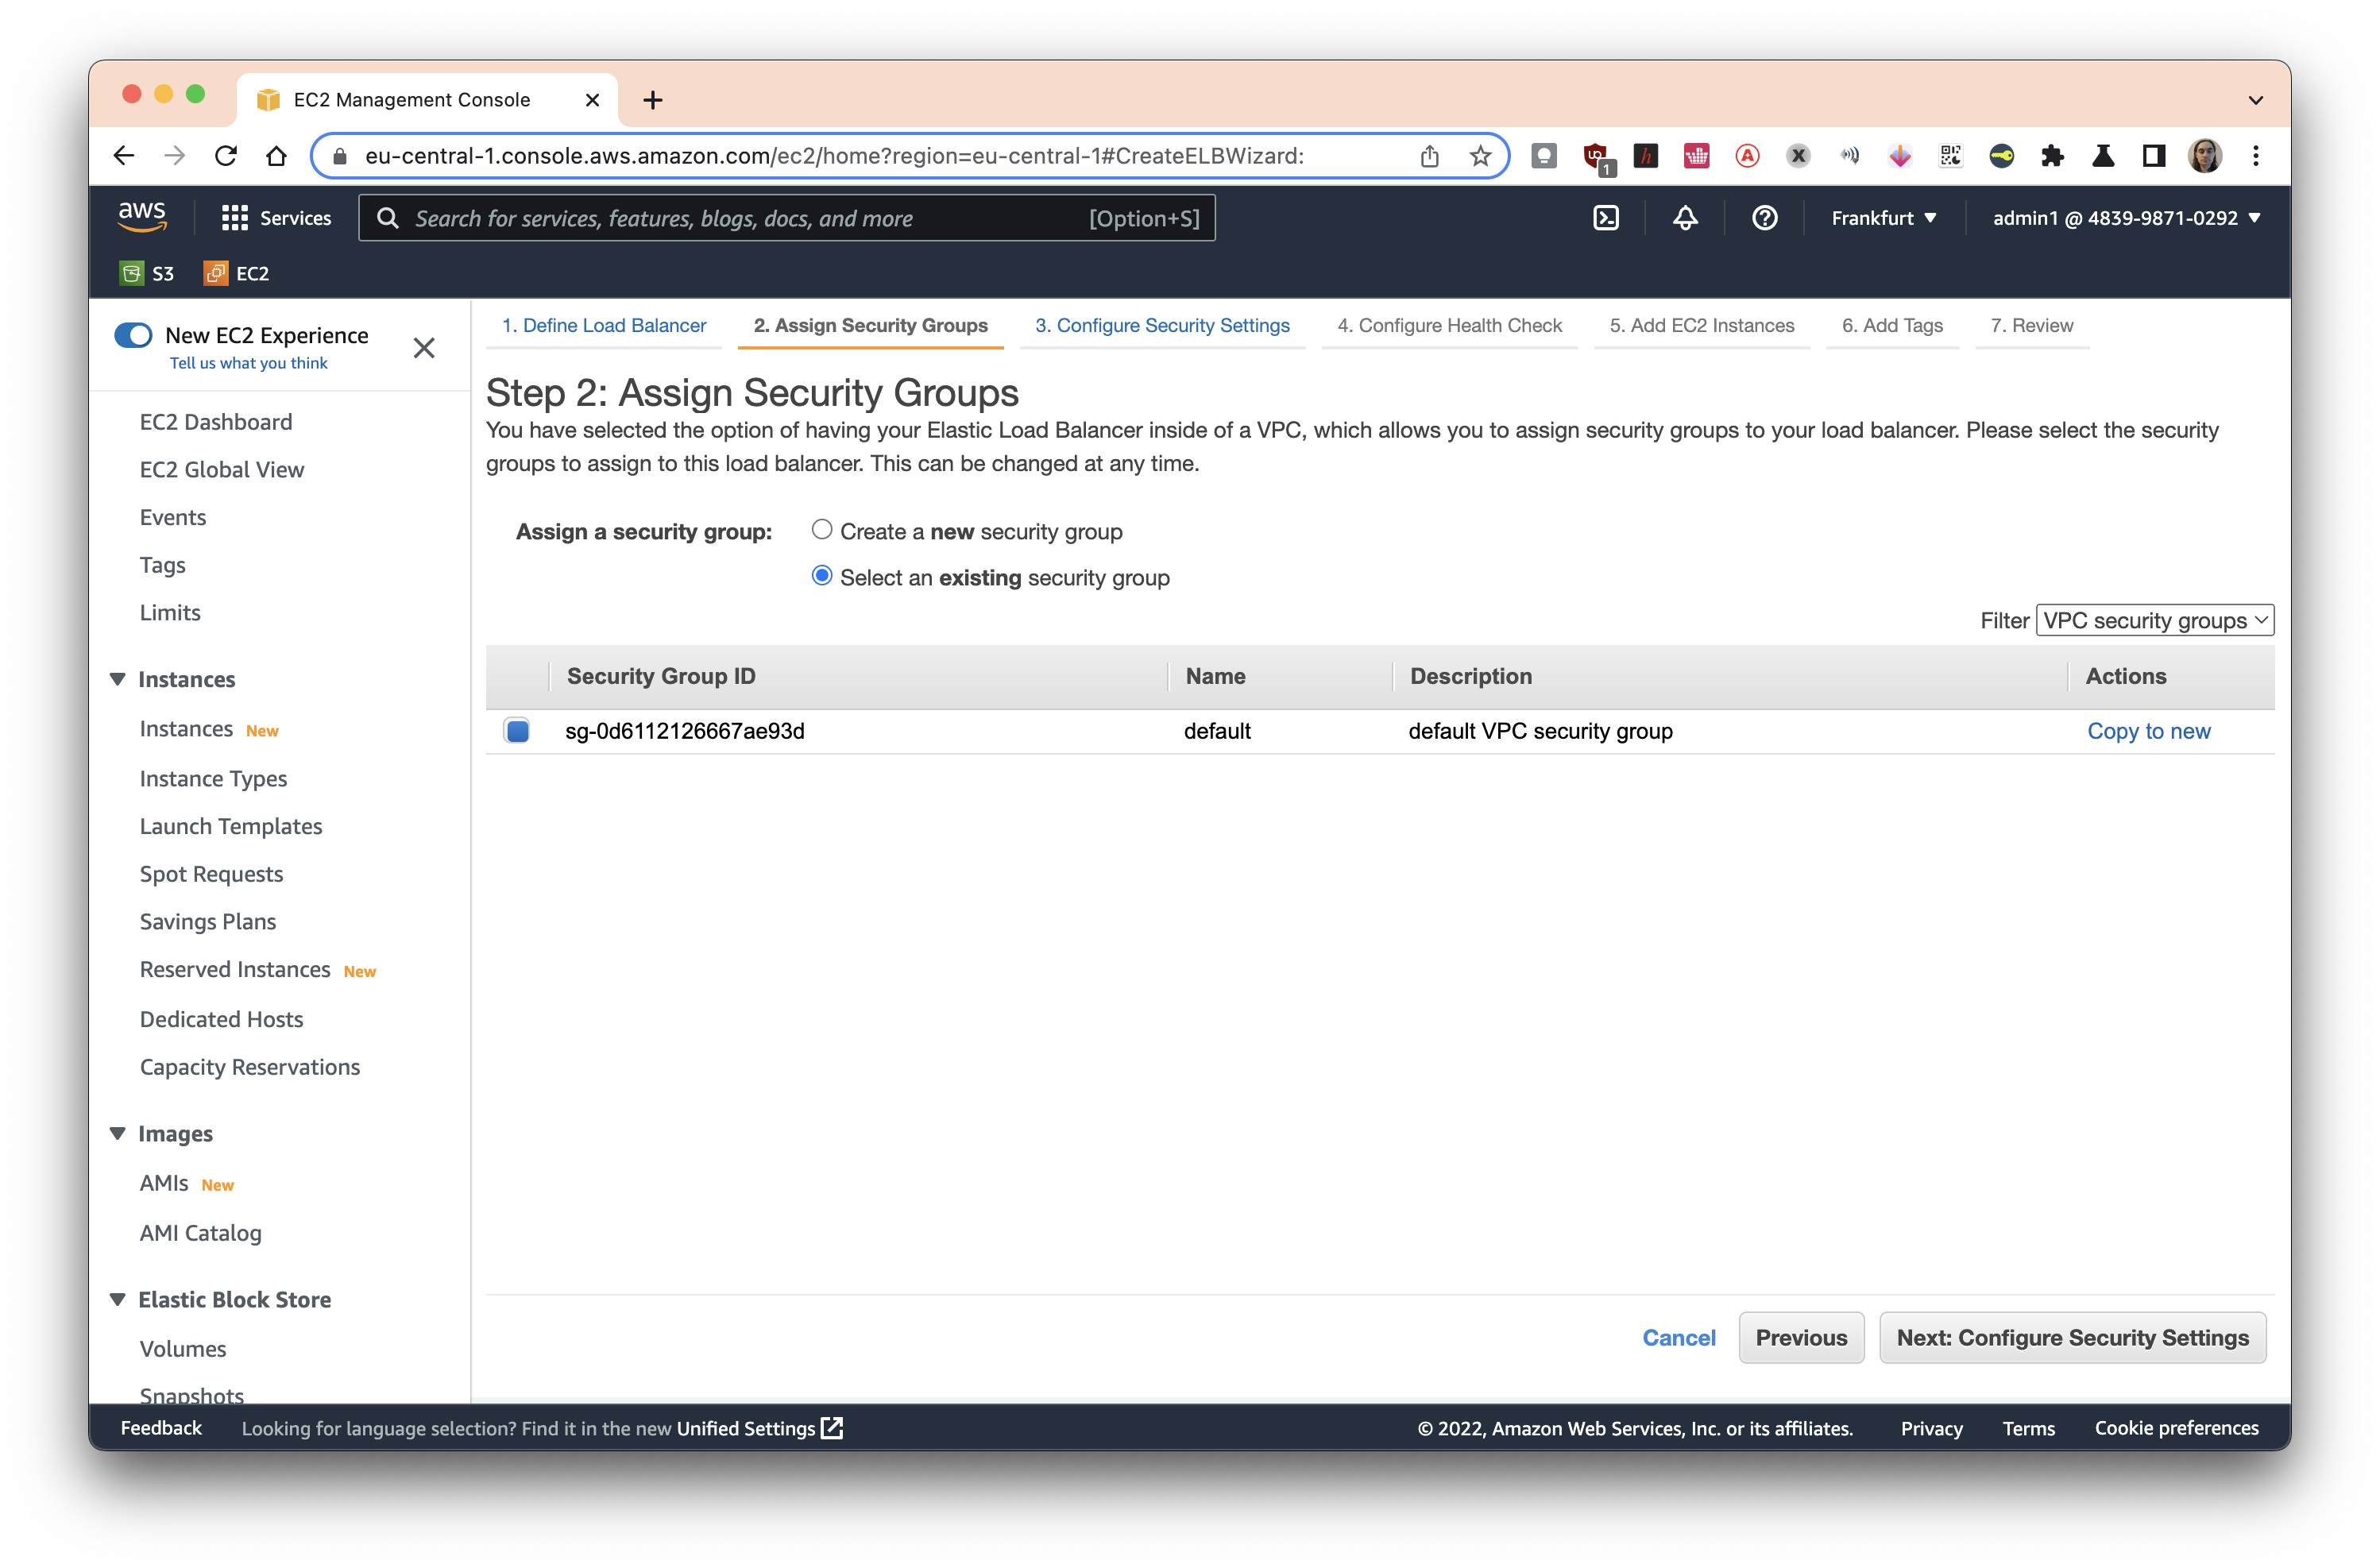 EC2 Management Console
eu-central-1.console.aws.amazon.com/ec2/home?region=eu-central-1#CreateELBWizard:
1
aws
Services
Search for services, features, blogs, docs, and more
[Option+S]
Frankfurt
admin1 @ 4839-9871-0292
S3
EC2
New EC2 Experience
Tell us what you think
EC2 Dashboard
EC2 Global View
Events
Tags
Limits
Instances
Instances New
Instance Types
Launch Templates
Spot Requests
Savings Plans
Reserved Instances New
Dedicated Hosts
Capacity Reservations
Images
AMIs New
AMI Catalog
Elastic Block Store
Volumes
Snapshots
1. Define Load Balancer
2. Assign Security Groups
3. Configure Security Settings
4. Configure Health Check
5. Add EC2 Instances
6. Add Tags
7. Review
Step 2: Assign Security Groups
You have selected the option of having your Elastic Load Balancer inside of a VPC, which allows you to assign security groups to your load balancer. Please select the security
groups to assign to this load balancer. This can be changed at any time.
Assign a security group:
Create a new security group
Select an existing security group
Filter VPC security groups
Security Group ID
Name
Description
Actions
sg-0d6112126667ae93d
default
default VPC security group
Copy to new
Cancel
Previous
Next: Configure Security Settings
Feedback
Looking for language selection? Find it in the new Unified Settings
© 2022, Amazon Web Services, Inc. or its affiliates.
Privacy
Terms
Cookie preferences